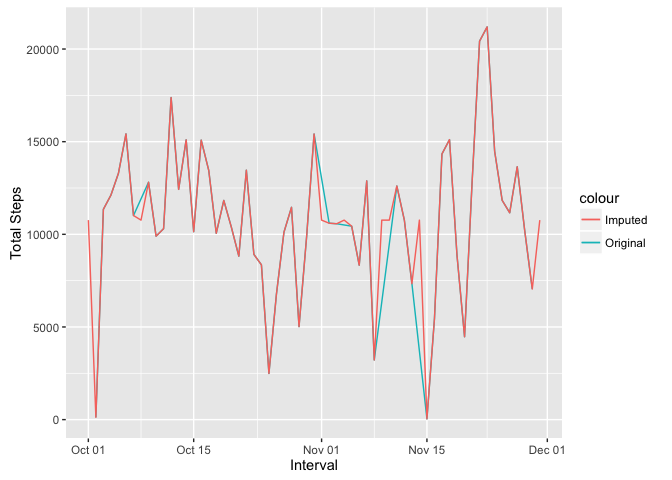 20000
15000
10000
5000
0
Total Steps
Oct 01
Oct 15
Nov 01
Nov 15
Dec 01
Interval
colour
Imputed
Original